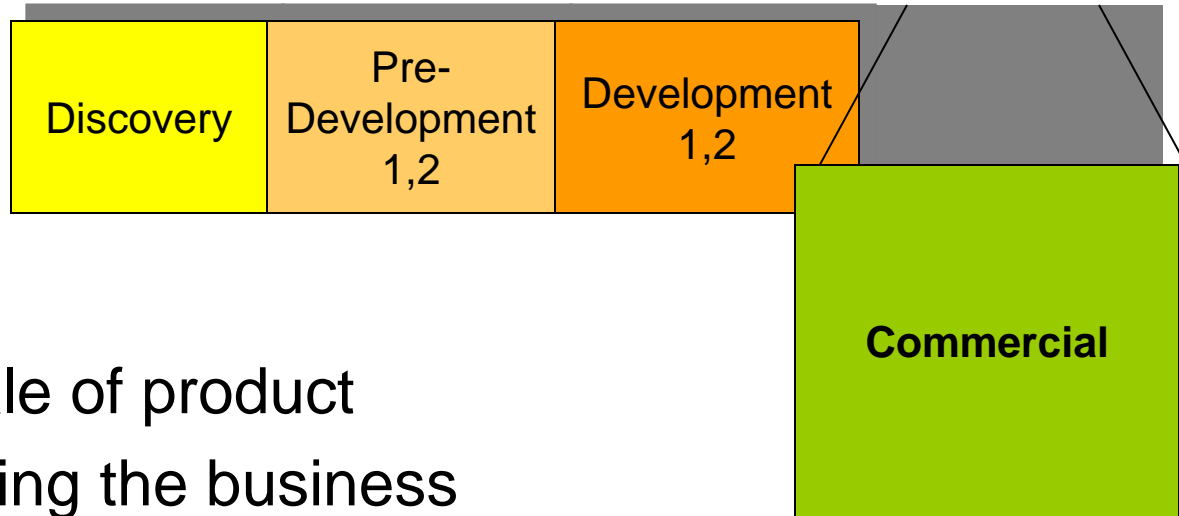 Discovery
Pre-
Development
1,2
Development
1,2
Commercial
le of product
ing the business